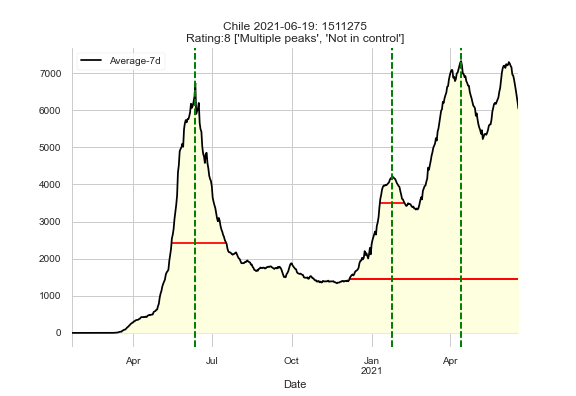 Chile 2021-06-19: 1511275
Rating:8 ['Multiple peaks', 'Not in control']
Average-7d
7000
6000
5000
4000
3000
2000
1000
0
Apr Jul Oct Jan Apr
2021
Date